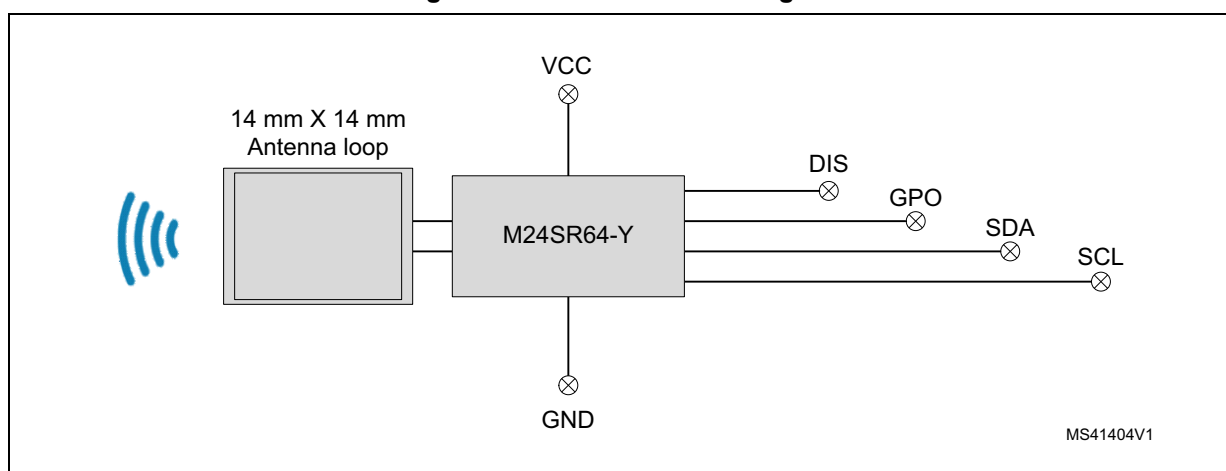 VCC
14 mm X 14 mm
Antenna loop
DIS
GPO
M24SR64-Y
SDA
SCL
GND
MS41404V1